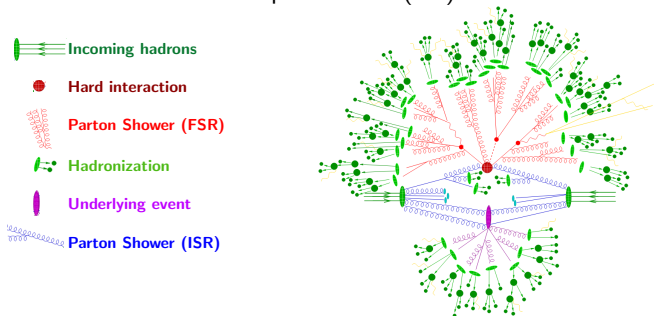 Incoming hadrons
Hard interaction
Parton Shower (FSR)
Hadronization
Underlying event
Parton Shower (ISR)